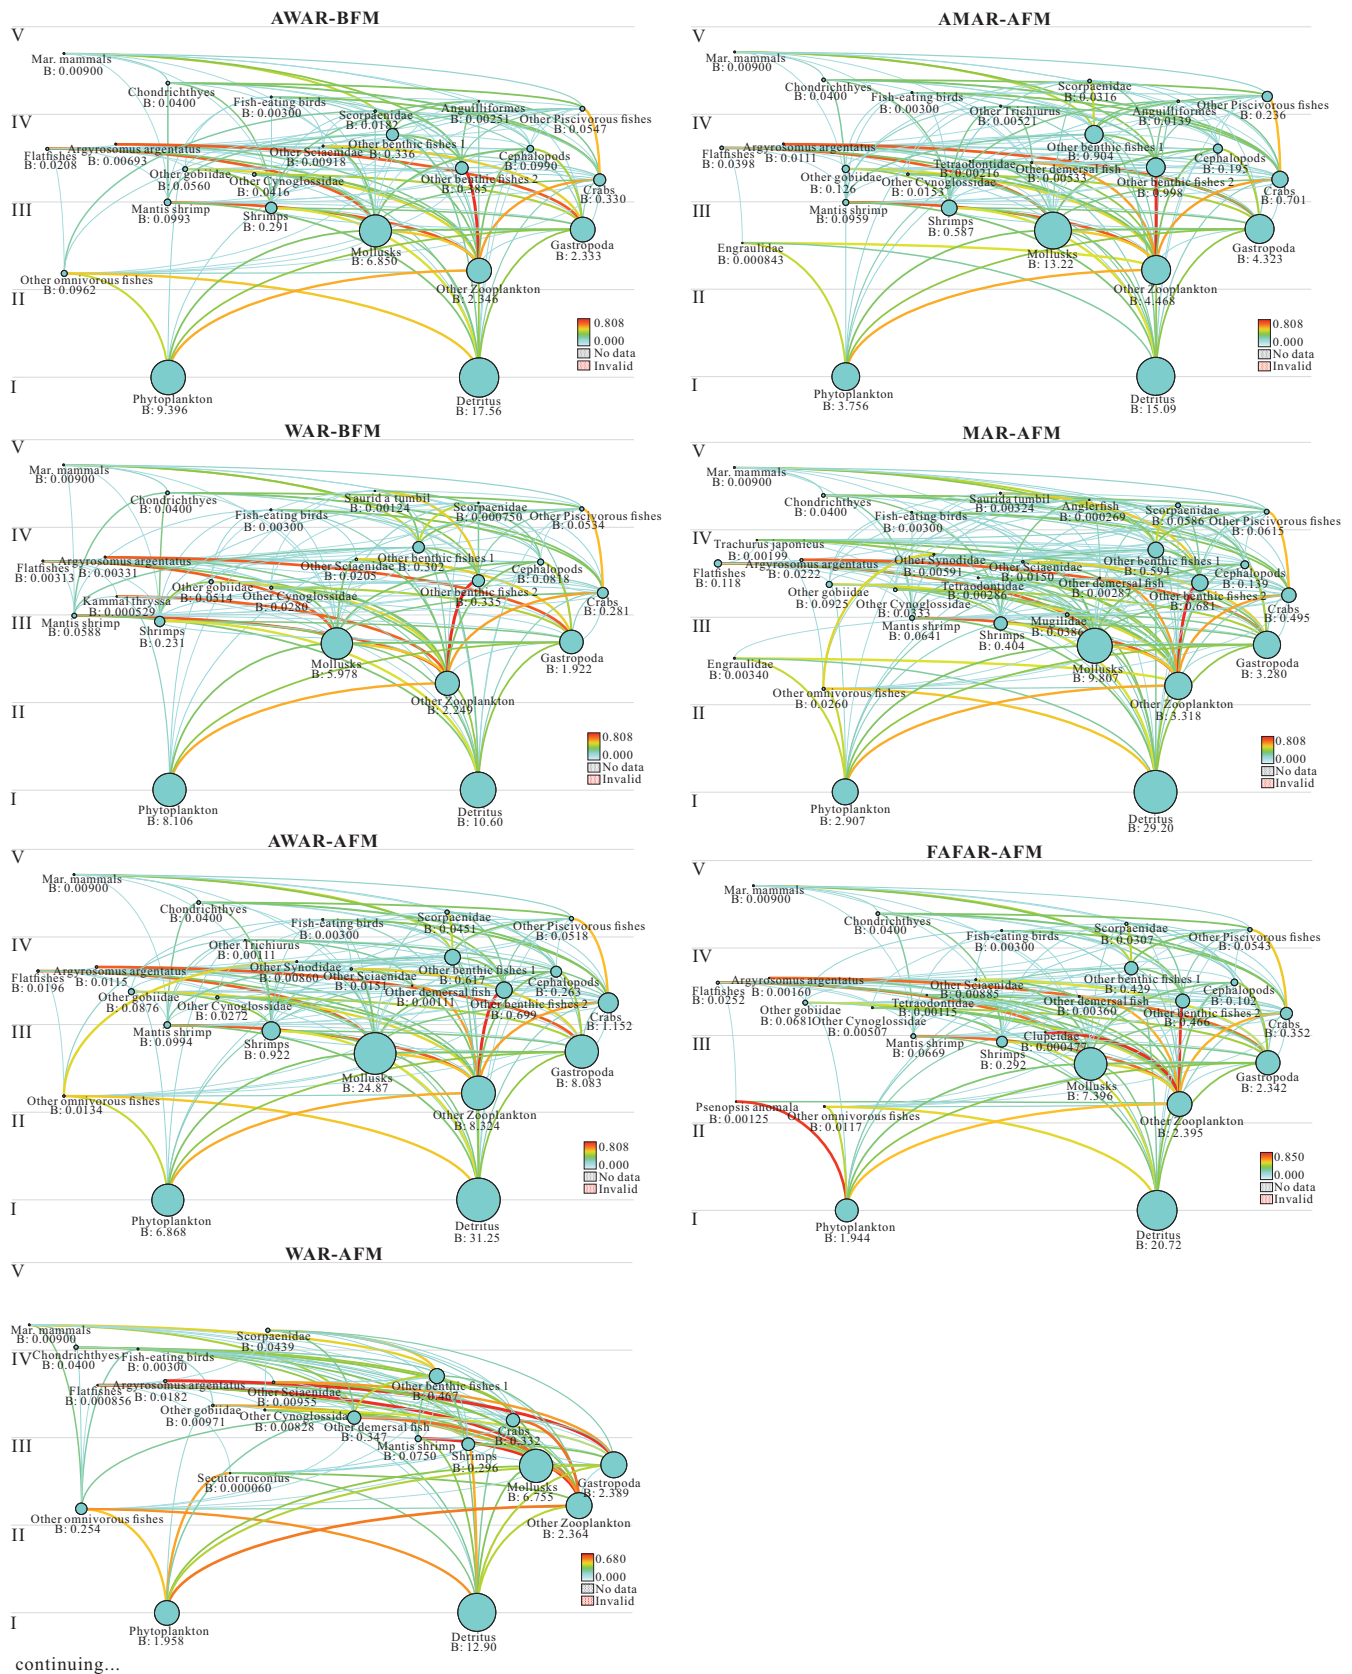 AWAR-BFM
V
Mar. mammals
B: 0.00900
Chondrichthyes
B: 0.0400
Fish-eating birds
B: 0.00300
Scorpaenidae
B: 0.0182
Anguilliformes
B: 0.00251
Other Piscivorous fishes
B: 0.0547
IV
Flatfishes
B: 0.0208
Argyrosomus argentatus
B: 0.00693
Other Sciaenidae
B: 0.00918
Other benthic fishes 1
B: 0.336
Cephalopods
B: 0.0990
Other gobiidae
B: 0.0560
Other Cynoglossidae
B: 0.0416
Other benthic fishes 2
B: 0.385
Crabs
B: 0.330
III
Mantis shrimp
B: 0.0993
Shrimps
B: 0.291
Mollusks
B: 6.850
Gastropoda
B: 2.333
Other omnivorous fishes
B: 0.0962
Other Zooplankton
B: 2.346
II
0.808
0.000
No data
Invalid
I
Phytoplankton
B: 9.396
Detritus
B: 17.56
AMAR-AFM
V
Mar. mammals
B: 0.00900
Chondrichthyes
B: 0.0400
Fish-eating birds
B: 0.00300
Scorpaenidae
B: 0.0316
Other Trichiurus
B: 0.00521
Anguilliformes
B: 0.0139
Other Piscivorous fishes
B: 0.236
IV
Flatfishes
B: 0.0398
Argyrosomus argentatus
B: 0.0111
Other benthic fishes 1
B: 0.904
Cephalopods
B: 0.195
Other gobiidae
B: 0.126
Tetraodontidae
B: 0.00216
Other demersal fish
B: 0.00533
Other Cynoglossidae
B: 0.0153
Other benthic fishes 2
B: 0.998
Crabs
B: 0.701
III
Mantis shrimp
B: 0.0959
Shrimps
B: 0.587
Mollusks
B: 13.22
Gastropoda
B: 4.323
Engraulidae
B: 0.000843
Other Zooplankton
B: 4.468
II
0.808
0.000
No data
Invalid
I
Phytoplankton
B: 3.756
Detritus
B: 15.09
WAR-BFM
V
Mar. mammals
B: 0.00900
Chondrichthyes
B: 0.0400
Fish-eating birds
B: 0.00300
Saurid a tumbil
B: 0.00124
Scorpaenidae
B: 0.000750
Other Piscivorous fishes
B: 0.0534
IV
Flatfishes
B: 0.00313
Argyrosomus argentatus
B: 0.00331
Other Sciaenidae
B: 0.0205
Other benthic fishes 1
B: 0.302
Cephalopods
B: 0.0818
Other gobiidae
B: 0.0514
Other Cynoglossidae
B: 0.0280
Other benthic fishes 2
B: 0.335
Crabs
B: 0.281
Kammal thryssa
B: 0.000529
III
Mantis shrimp
B: 0.0588
Shrimps
B: 0.231
Mollusks
B: 5.978
Gastropoda
B: 1.922
Other Zooplankton
B: 2.249
II
0.808
0.000
No data
Invalid
I
Phytoplankton
B: 8.106
Detritus
B: 10.60
MAR-AFM
V
Mar. mammals
B: 0.00900
Chondrichthyes
B: 0.0400
Fish-eating birds
B: 0.00300
Saurida tumbil
B: 0.00324
Anglerfish
B: 0.000269
Scorpaenidae
B: 0.0586
Other Piscivorous fishes
B: 0.0615
IV
Trachurus japonicus
B: 0.00199
Flatfishes
B: 0.118
Argyrosomus argentatus
B: 0.0222
Other Synodidae
B: 0.00591
Other Sciaenidae
B: 0.0150
Other benthic fishes 1
B: 0.594
Cephalopods
B: 0.139
Other gobiidae
B: 0.0925
Tetraodontidae
B: 0.00286
Other demersal fish
B: 0.00287
Other Cynoglossidae
B: 0.0333
Other benthic fishes 2
B: 0.681
Crabs
B: 0.495
III
Mantis shrimp
B: 0.0641
Shrimps
B: 0.404
Mugilidae
B: 0.0386
Mollusks
B: 9.807
Gastropoda
B: 3.280
Engraulidae
B: 0.00340
Other omnivorous fishes
B: 0.0260
Other Zooplankton
B: 3.318
II
0.808
0.000
No data
Invalid
I
Phytoplankton
B: 2.907
Detritus
B: 29.20
AWAR-AFM
V
Mar. mammals
B: 0.00900
Chondrichthyes
B: 0.0400
Fish-eating birds
B: 0.00300
Scorpaenidae
B: 0.0451
Other Piscivorous fishes
B: 0.0518
IV
Other Trichiurus
B: 0.00111
Flatfishes
B: 0.0196
Argyrosomus argentatus
B: 0.0115
Other Synodidae
B: 0.00860
Other Sciaenidae
B: 0.0151
Other benthic fishes 1
B: 0.617
Cephalopods
B: 0.263
Other gobiidae
B: 0.0876
Other Cynoglossidae
B: 0.0272
Other demersal fish
B: 0.00111
Other benthic fishes 2
B: 0.699
Crabs
B: 1.152
III
Mantis shrimp
B: 0.0994
Shrimps
B: 0.922
Mollusks
B: 24.87
Gastropoda
B: 8.083
Other omnivorous fishes
B: 0.0134
Other Zooplankton
B: 8.324
II
0.808
0.000
No data
Invalid
I
Phytoplankton
B: 6.868
Detritus
B: 31.25
FAFAR-AFM
V
Mar. mammals
B: 0.00900
Chondrichthyes
B: 0.0400
Fish-eating birds
B: 0.00300
Scorpaenidae
B: 0.0307
Other Piscivorous fishes
B: 0.0543
IV
Flatfishes
B: 0.0252
Argyrosomus argentatus
B: 0.00160
Other Sciaenidae
B: 0.00885
Other benthic fishes 1
B: 0.429
Cephalopods
B: 0.102
Other gobiidae
B: 0.0681
Tetraodontidae
B: 0.00115
Other demersal fish
B: 0.00360
Other Cynoglossidae
B: 0.00507
Other benthic fishes 2
B: 0.466
Crabs
B: 0.352
III
Mantis shrimp
B: 0.0669
Shrimps
B: 0.292
Clupeidae
B: 0.000477
Mollusks
B: 7.396
Gastropoda
B: 2.342
Psenopsis anomala
B: 0.00125
Other omnivorous fishes
B: 0.0117
Other Zooplankton
B: 2.395
II
0.850
0.000
No data
Invalid
I
Phytoplankton
B: 1.944
Detritus
B: 20.72
WAR-AFM
V
Mar. mammals
B: 0.00900
Scorpaenidae
B: 0.0439
IV
Chondrichthyes
B: 0.0400
Fish-eating birds
B: 0.00300
Flatfishes
B: 0.000856
Argyrosomus argentatus
B: 0.0182
Other Sciaenidae
B: 0.00955
Other benthic fishes 1
B: 0.467
Other gobiidae
B: 0.00971
Other Cynoglossida
B: 0.00828
Other demersal fish
B: 0.347
Crabs
B: 0.332
III
Mantis shrimp
B: 0.0750
Shrimps
B: 0.296
Secutor ruconius
B: 0.000060
Mollusks
B: 6.755
Gastropoda
B: 2.389
Other omnivorous fishes
B: 0.254
Other Zooplankton
B: 2.364
II
0.680
0.000
No data
Invalid
I
Phytoplankton
B: 1.958
Detritus
B: 12.90
continuing...